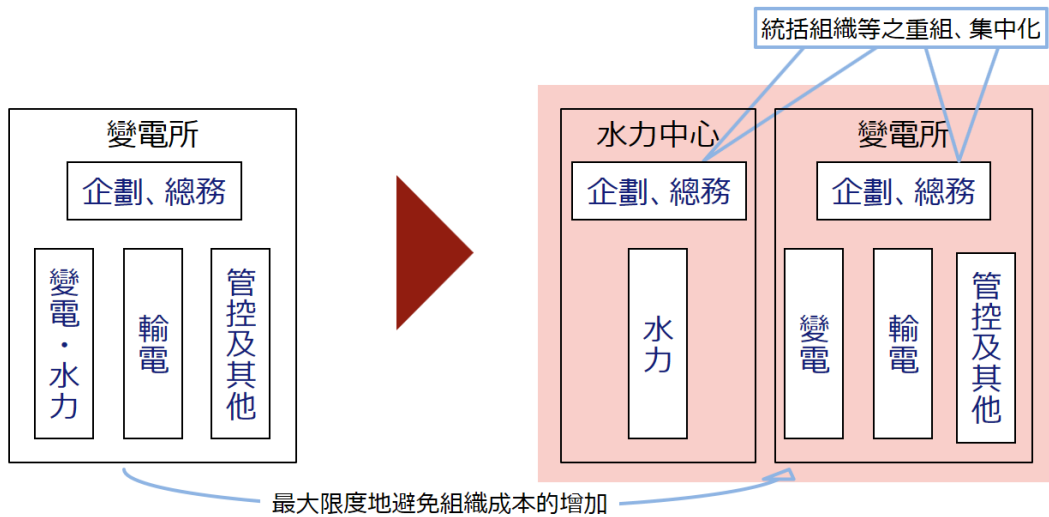 統括組織等之重組、集中化
變電所
企劃、總務
變電・水力
輸電
管控及其他
水力中心
企劃、總務
水力
變電所
企劃、總務
變電
輸電
管控及其他
最大限度地避免組織成本的增加